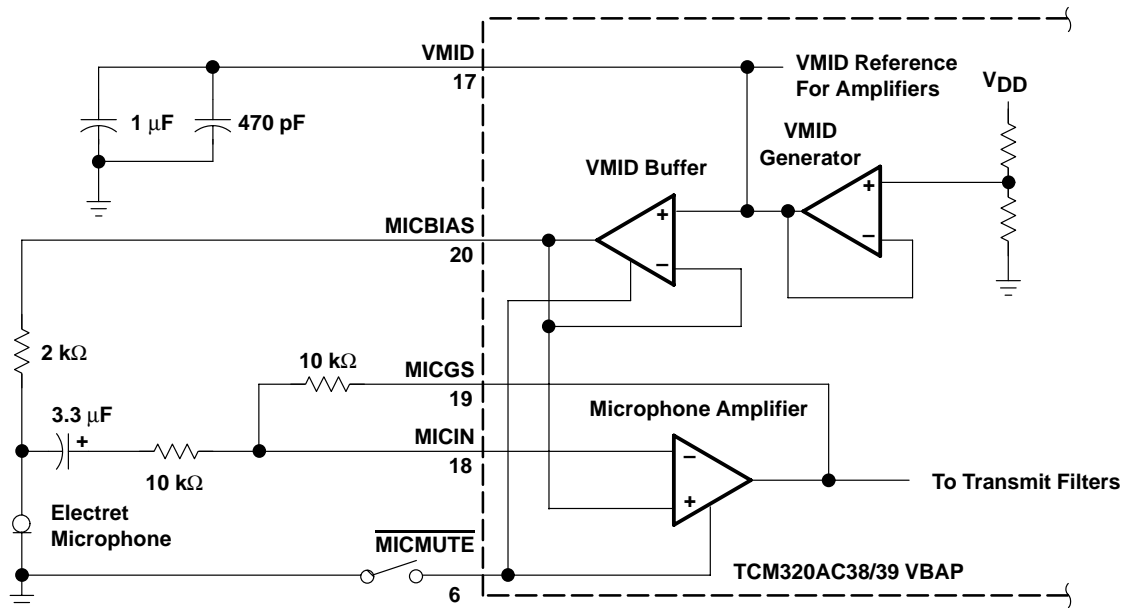 VMID
17
VMID Reference
For Amplifiers
VDD
1 μF
470 pF
VMID
Generator
+
−
VMID Buffer
+
−
MICBIAS
20
2 kΩ
10 kΩ
MICGS
19
Microphone Amplifier
3.3 μF
+
MICIN
18
−
+
10 kΩ
To Transmit Filters
Electret
Microphone
MICMUTE
6
TCM320AC38/39 VBAP